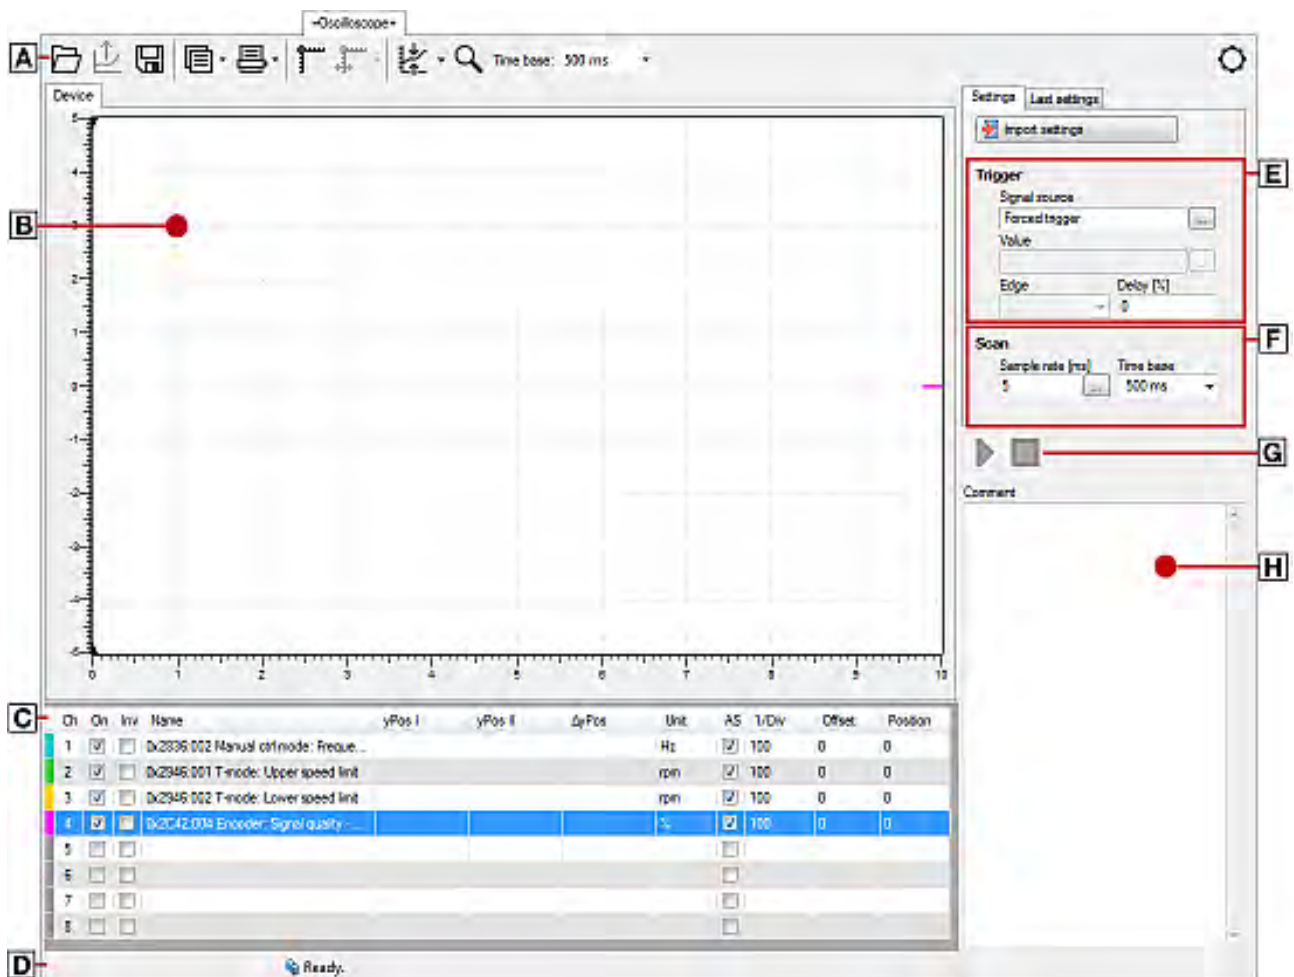 -Oscilloscope-
A
Time base: 500 ms
Device
5
4
3
2
1
0
-1
-2
-3
-4
-5
0 1 2 3 4 5 6 7 8 9 10
B
Settings Last settings
Import settings
E
Trigger
Signal source
Forced trigger
...
Value
Edge Delay [%]
0
F
Scan
Sample rate [ms] Time base
5 ... 500 ms
G
Comment
H
C
Ch On Inv Name yPos I yPos II ΔyPos Unit AS 1/Div Offset Position
1 0x2836:002 Manual ctrl mode: Freque... Hz 100 0 0
2 0x2946:001 T-mode: Upper speed limit rpm 100 0 0
3 0x2946:002 T-mode: Lower speed limit rpm 100 0 0
4 0x2C42:004 Encoder: Signal quality -... % 100 0 0
5
6
7
8
D
Ready.